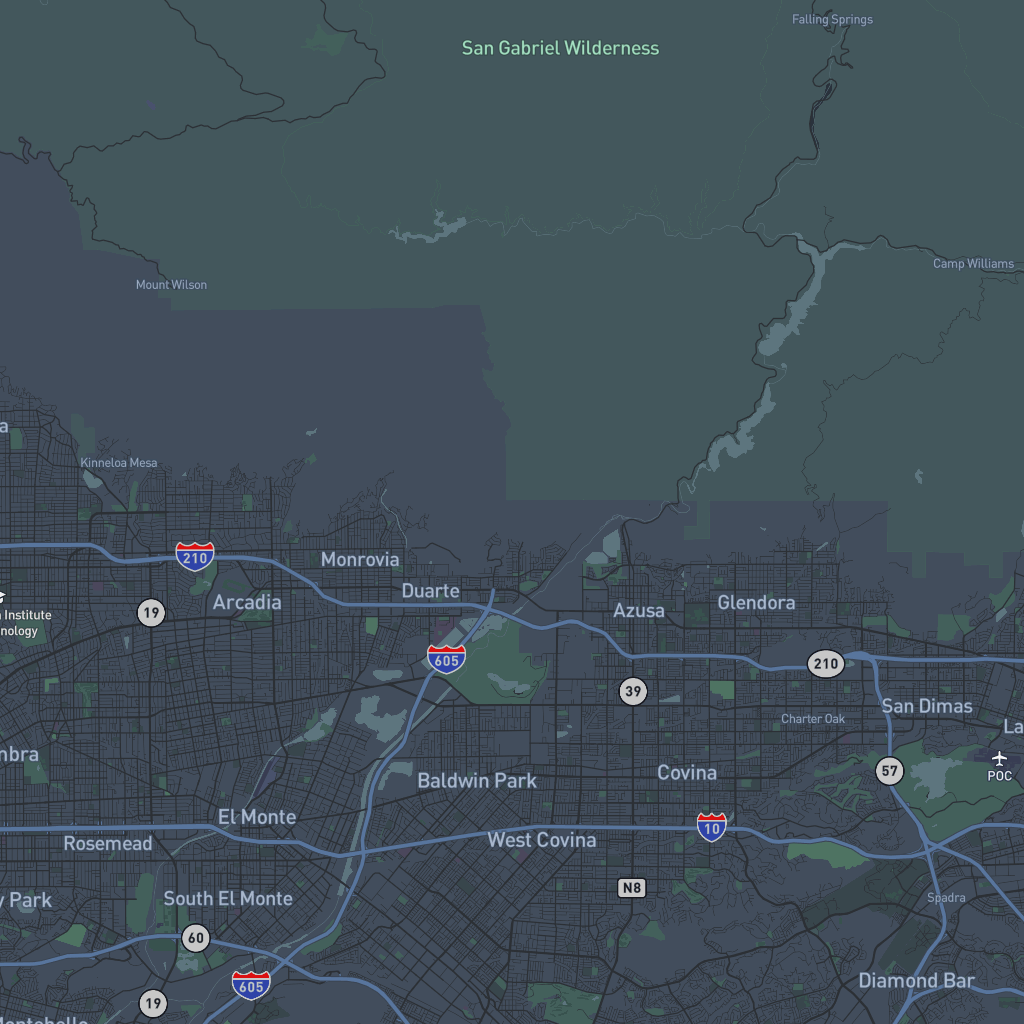 Falling Springs
San Gabriel Wilderness
Camp Williams
Mount Wilson
a
Kinneloa Mesa
210
Monrovia
Duarte
Arcadia
19
Institute
nology
Azusa
Glendora
605
210
39
San Dimas
Charter Oak
La
mbra
Baldwin Park
Covina
57
POC
El Monte
10
Rosemead
West Covina
N8
South El Monte
y Park
Spadra
60
605
Diamond Bar
19